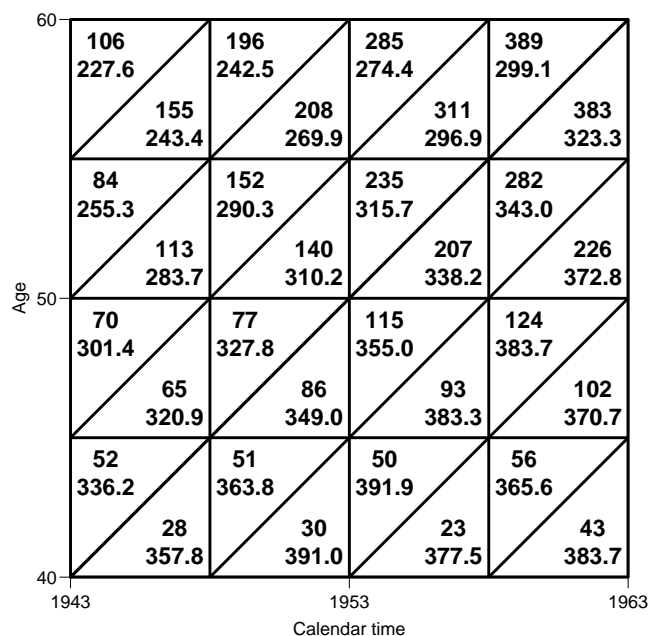 60
106 196 285 389
227.6 242.5 274.4 299.1
155 208 311 383
243.4 269.9 296.9 323.3
84 152 235 282
255.3 290.3 315.7 343.0
113 140 207 226
283.7 310.2 338.2 372.8
50
Age
70 77 115 124
301.4 327.8 355.0 383.7
65 86 93 102
320.9 349.0 383.3 370.7
52 51 50 56
336.2 363.8 391.9 365.6
28 30 23 43
357.8 391.0 377.5 383.7
40
1943 1953 1963
Calendar time